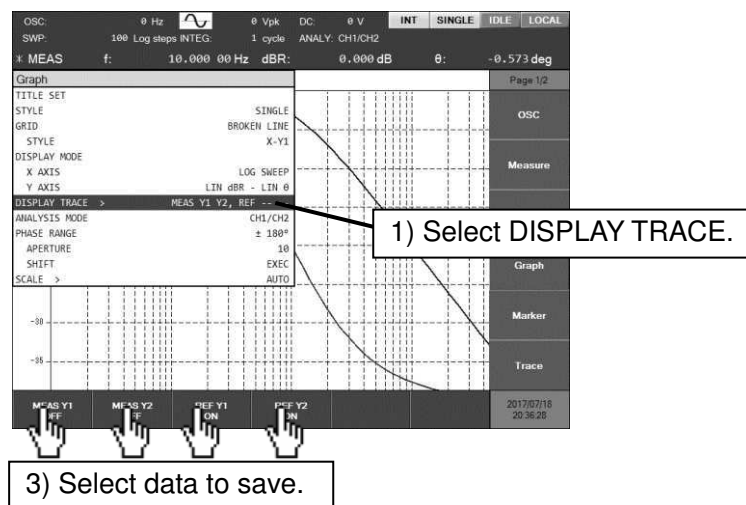 OSC: 0 Hz 0 Vpk DC: 0 V INT SINGLE IDLE LOCAL
SWP: 100 Log steps INTEG: 1 cycle ANALY: CH1/CH2
* MEAS f: 10.000 00 Hz dBR: 0.000 dB θ: -0.573 deg
Graph Page 1/2
TITLE SET
STYLE SINGLE
OSC
GRID BROKEN LINE
STYLE X-Y1
DISPLAY MODE
Measure
X AXIS LOG SWEEP
Y AXIS LIN dBR - LIN θ
DISPLAY TRACE > MEAS Y1 Y2, REF --
1) Select DISPLAY TRACE.
ANALYSIS MODE CH1/CH2
PHASE RANGE ± 180°
APERTURE 10
SHIFT EXEC
Graph
SCALE > AUTO
-30
Marker
-35
Trace
MEAS Y1 MEAS Y2 REF Y1 REF Y2
ON
2017/07/18
20:36:28
3) Select data to save.